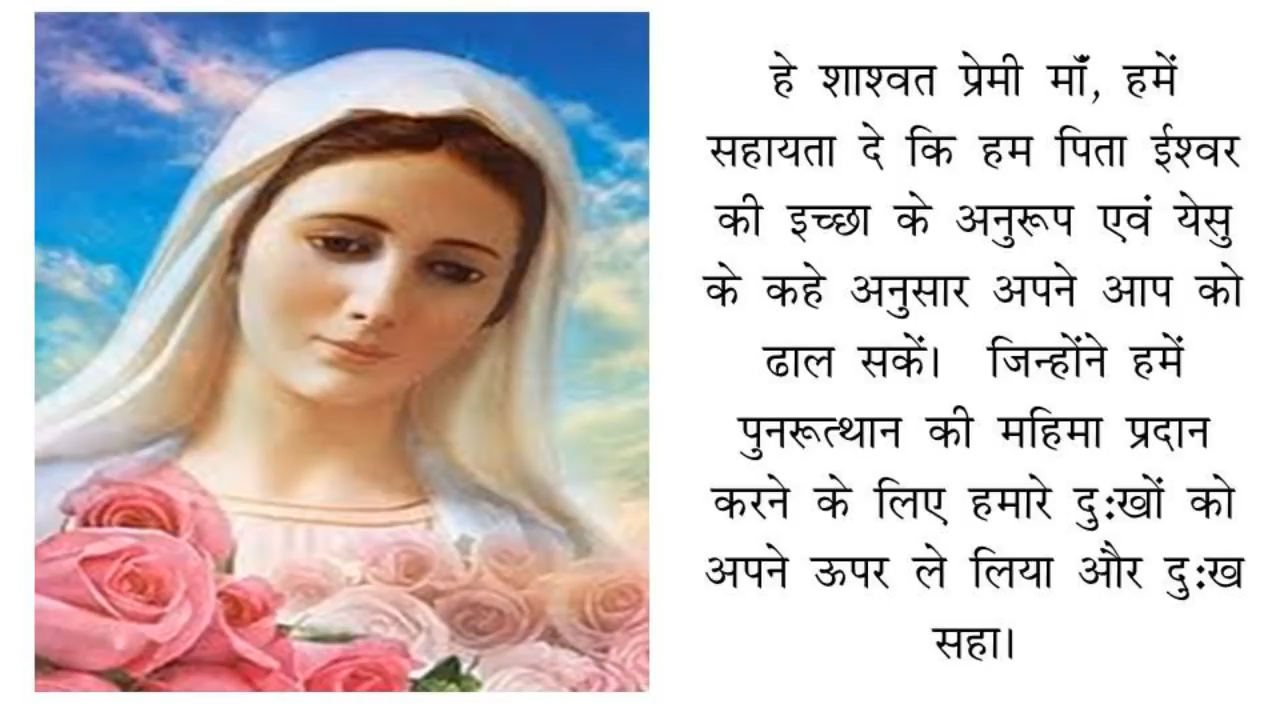 हे शाश्वत प्रेमी माँ, हमें
सहायता दे कि हम पिता ईश्वर
की इच्छा के अनुरूप एवं येसु
के कहे अनुसार अपने आप को
ढाल सकें। जिन्होंने हमें
पुनरूत्थान की महिमा प्रदान
करने के लिए हमारे दुःखों को
अपने ऊपर ले लिया और दुःख
सहा।